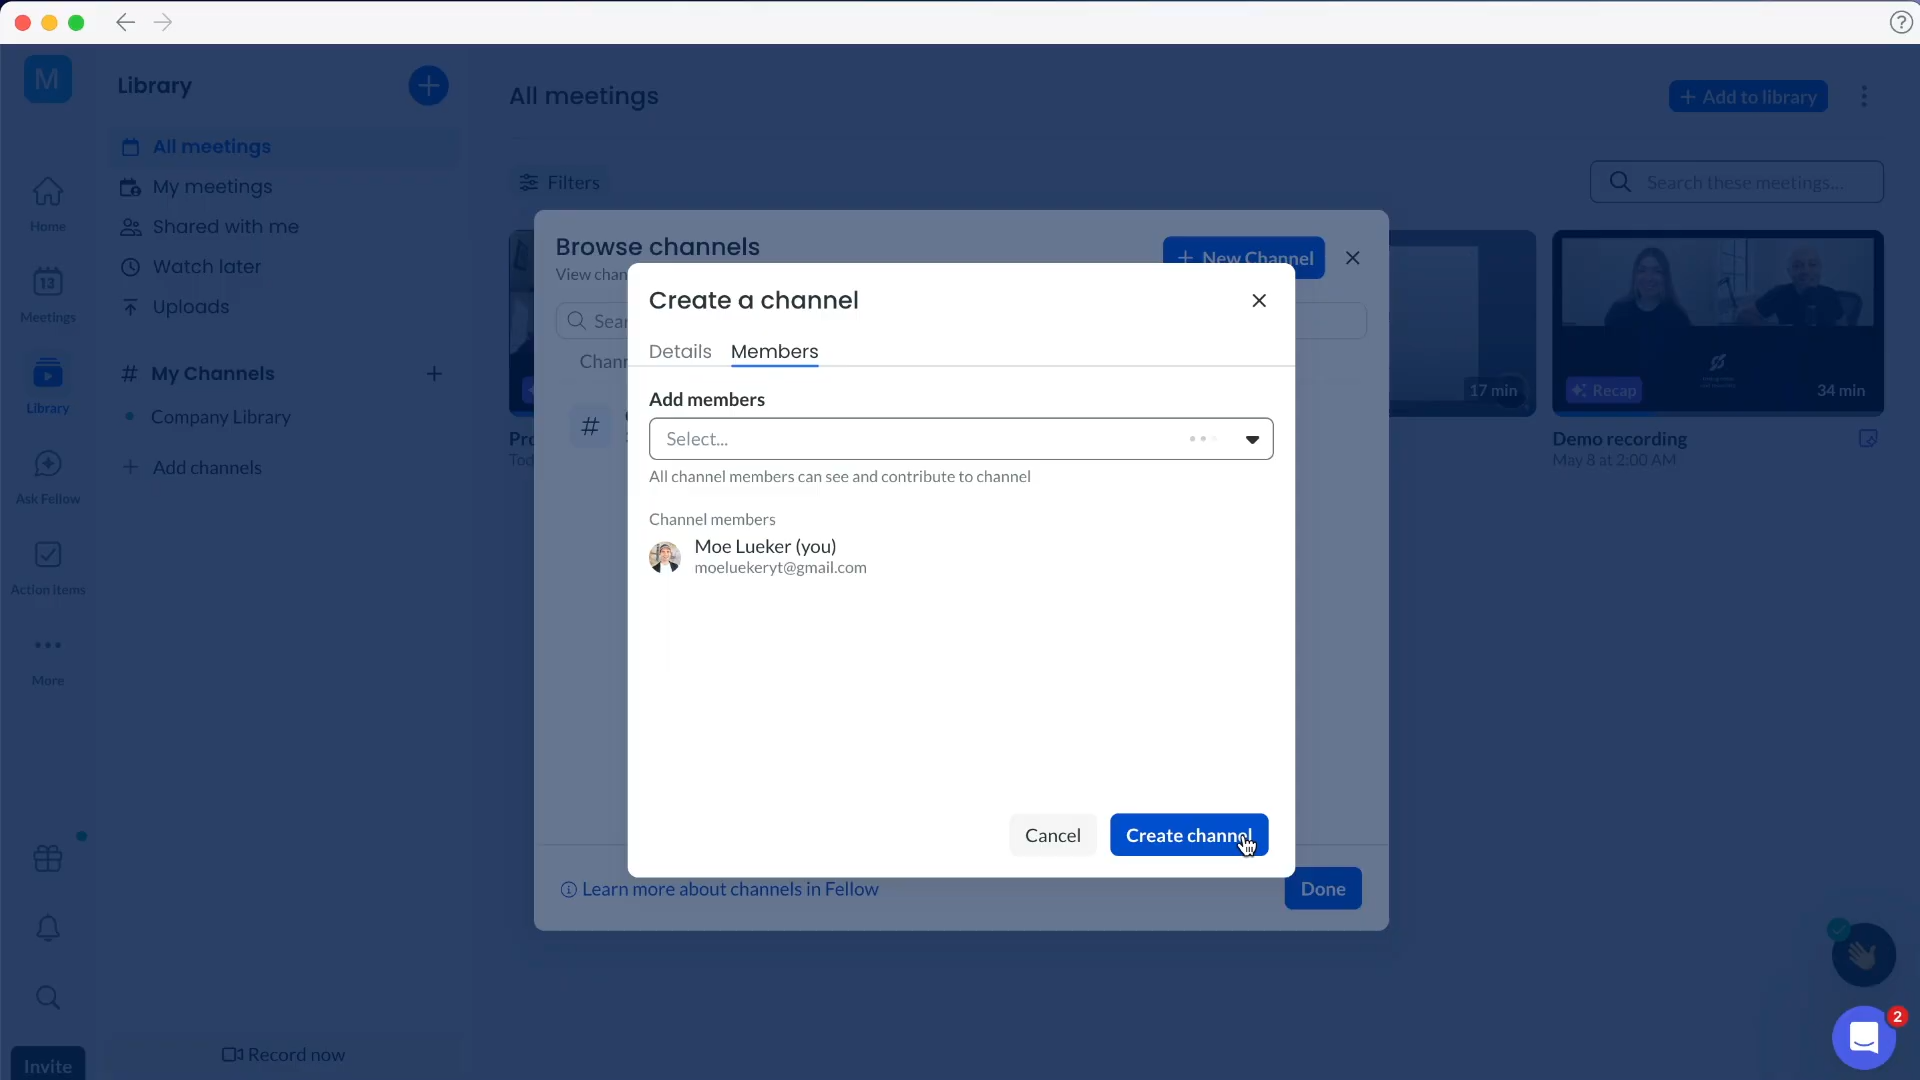 M
Library
All meetings
My meetings
Shared with me
Watch later
Uploads
My Channels
Company Library
Add channels
Home
13
Meetings
Library
Ask Fellow
Action items
More
Invite
Record now
All meetings
Add to library
Filters
Search these meetings...
Browse channels
View chan
New Channel
Sear
Chann
Create a channel
Details
Members
Add members
Select...
All channel members can see and contribute to channel
Channel members
Moe Lueker (you)
moeluekeryt@gmail.com
Cancel
Create channel
Learn more about channels in Fellow
Done
Pro
Tod
17 min
Recap
34 min
Demo recording
May 8 at 2:00 AM
2